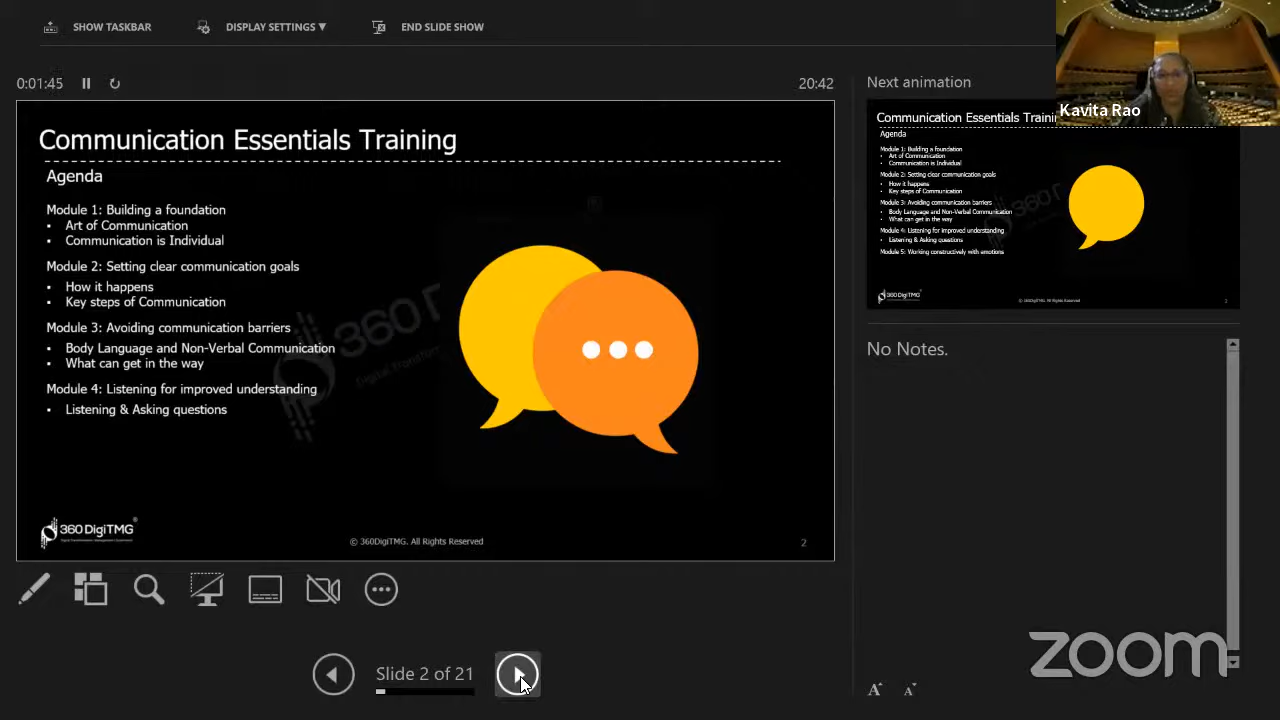 SHOW TASKBAR
DISPLAY SETTINGS ▼
END SLIDE SHOW
0:01:45
20:42
Communication Essentials Training
Agenda
Module 1: Building a foundation
• Art of Communication
• Communication is Individual
Module 2: Setting clear communication goals
• How it happens
• Key steps of Communication
Module 3: Avoiding communication barriers
• Body Language and Non-Verbal Communication
• What can get in the way
Module 4: Listening for improved understanding
• Listening & Asking questions
360DigiTMG
© 360DigiTMG. All Rights Reserved
2
Slide 2 of 21
Next animation
Kavita Rao
Communication Essentials Traini
Agenda
Module 1: Building a foundation
• Art of Communication
• Communication is Individual
Module 2: Setting clear communication goals
• How it happens
• Key steps of Communication
Module 3: Avoiding communication barriers
• Body Language and Non-Verbal Communication
• What can get in the way
Module 4: Listening for improved understanding
• Listening & Asking questions
Module 5: Working constructively with emotions
360DigiTMG
© 360DigiTMG. All Rights Reserved
No Notes.
zoom
A A